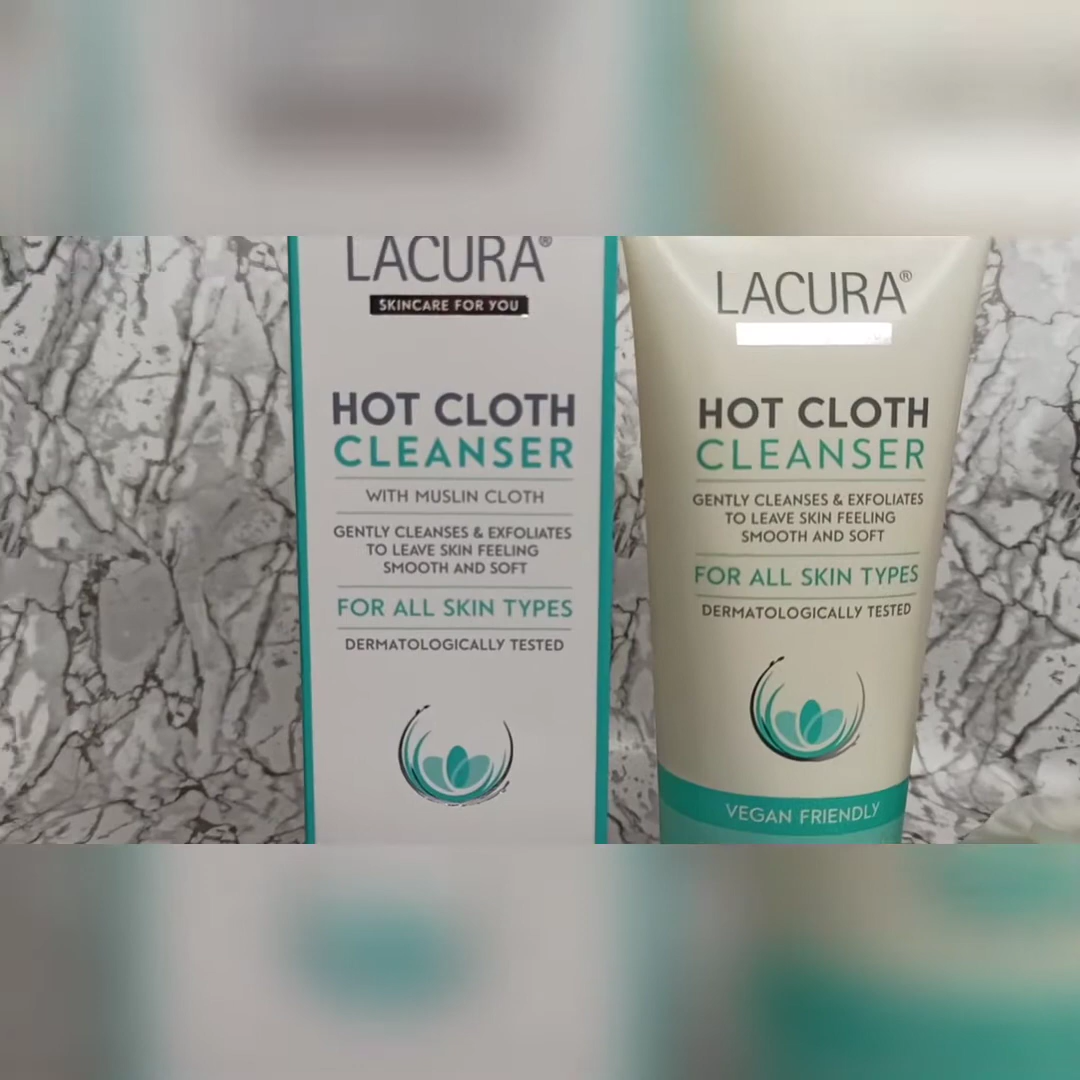 LACURA®
SKINCARE FOR YOU
HOT CLOTH
CLEANSER
WITH MUSLIN CLOTH
GENTLY CLEANSES & EXFOLIATES
TO LEAVE SKIN FEELING
SMOOTH AND SOFT
FOR ALL SKIN TYPES
DERMATOLOGICALLY TESTED
LACURA®
HOT CLOTH
CLEANSER
GENTLY CLEANSES & EXFOLIATES
TO LEAVE SKIN FEELING
SMOOTH AND SOFT
FOR ALL SKIN TYPES
DERMATOLOGICALLY TESTED
VEGAN FRIENDLY